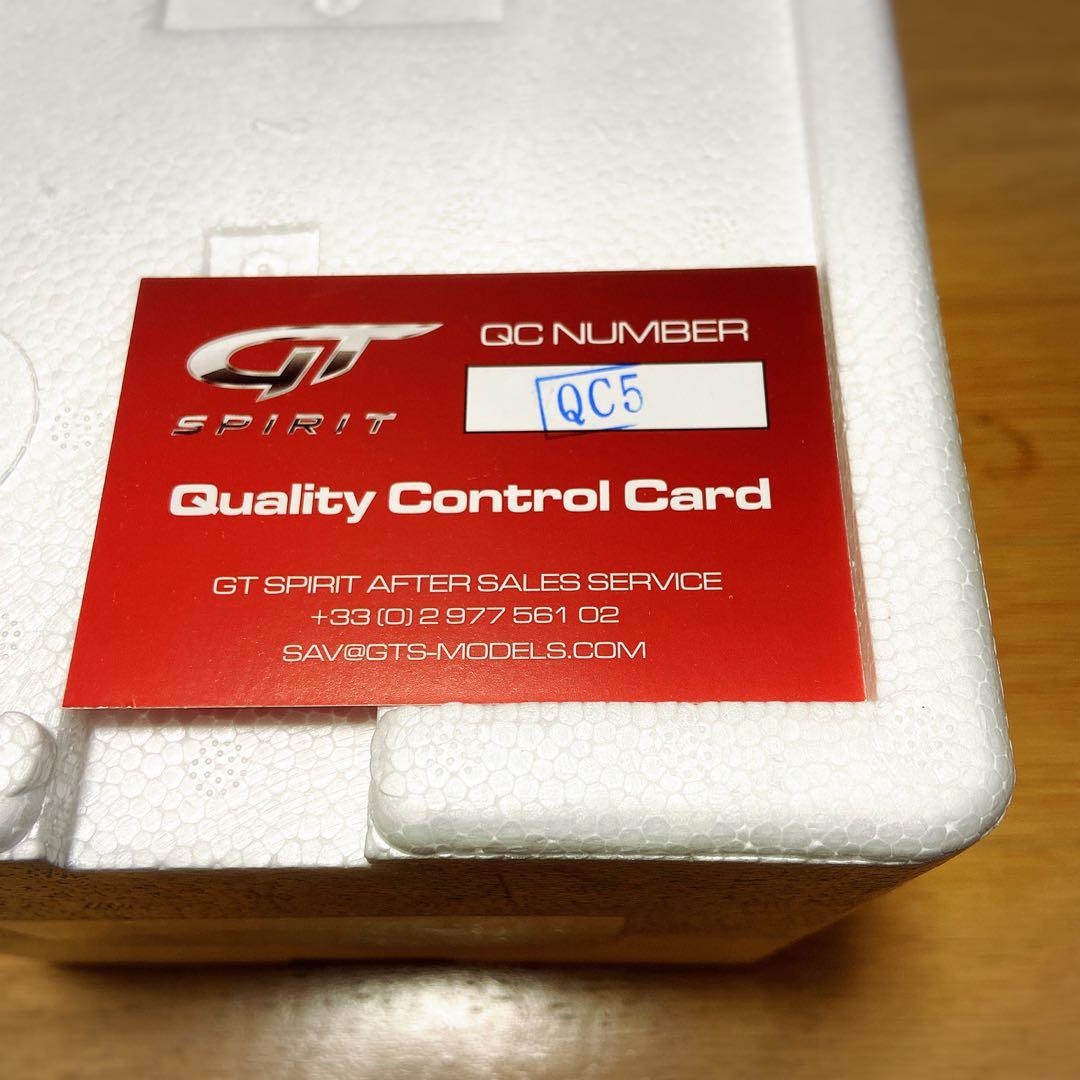 GT
SPIRIT
QC NUMBER
QC5
Quality Control Card
GT SPIRIT AFTER SALES SERVICE
+33 (0) 2 977 561 02
SAV@GTS-MODELS.COM